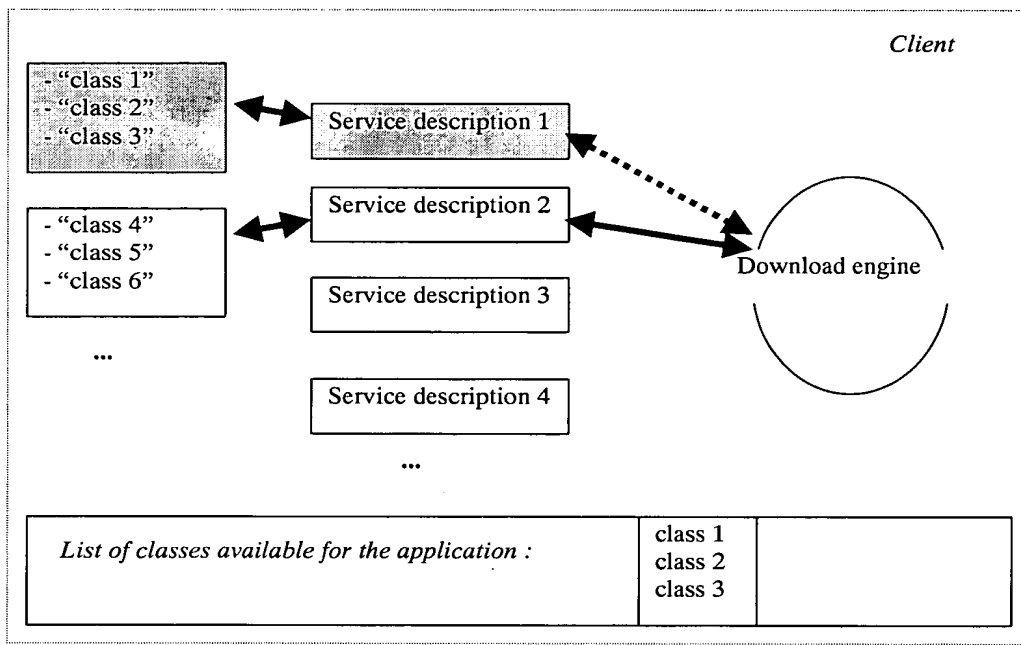 Client
- “class 1”
- “class 2”
- “class 3”
Service description 1
- “class 4”
- “class 5”
- “class 6”
Service description 2
Download engine
Service description 3
...
Service description 4
...
List of classes available for the application :
class 1
class 2
class 3